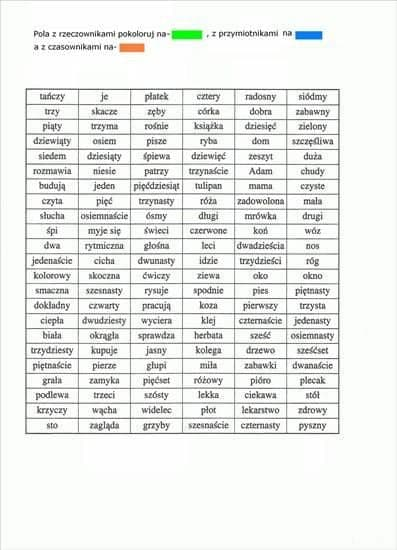 Pola z rzeczownikami pokoloruj na- , z przymiotnikami na
a z czasownikami na-
tańczy je płatek cztery radosny siódmy
trzy skacze zęby córka dobra zabawny
piąty trzyma rośnie książka dziesięć zielony
dziewiąty osiem pisze ryba dom szczęśliwa
siedem dziesiąty śpiewa dziewięć zeszyt duża
rozmawia niesie patrzy trzynaście Adam chudy
budują jeden pięćdziesiąt tulipan mama czyste
czyta pięć trzynasty róża zadowolona mała
słucha osiemnaście ósmy długi mrówka drugi
śpi myje się świeci czerwone koń wóz
dwa rytmiczna głośna leci dwadzieścia nos
jedenaście cicha dwunasty idzie trzydzieści róg
kolorowy skoczna ćwiczy ziewa oko okno
smaczna szesnasty rysuje spodnie pies piętnasty
dokładny czwarty pracują koza pierwszy trzysta
ciepła dwudziesty wyciera klej czternaście jedenasty
biała okrągła sprawdza herbata sześć osiemnasty
trzydziesty kupuje jasny kolega drzewo sześćset
piętnaście pierze głupi miła zabawki dwanaście
grała zamyka pięćset różowy pióro plecak
podlewa trzeci szósty lekka ciekawa stół
krzyczy wącha widelec płot lekarstwo zdrowy
sto zagląda grzyby szesnaście czternasty pyszny